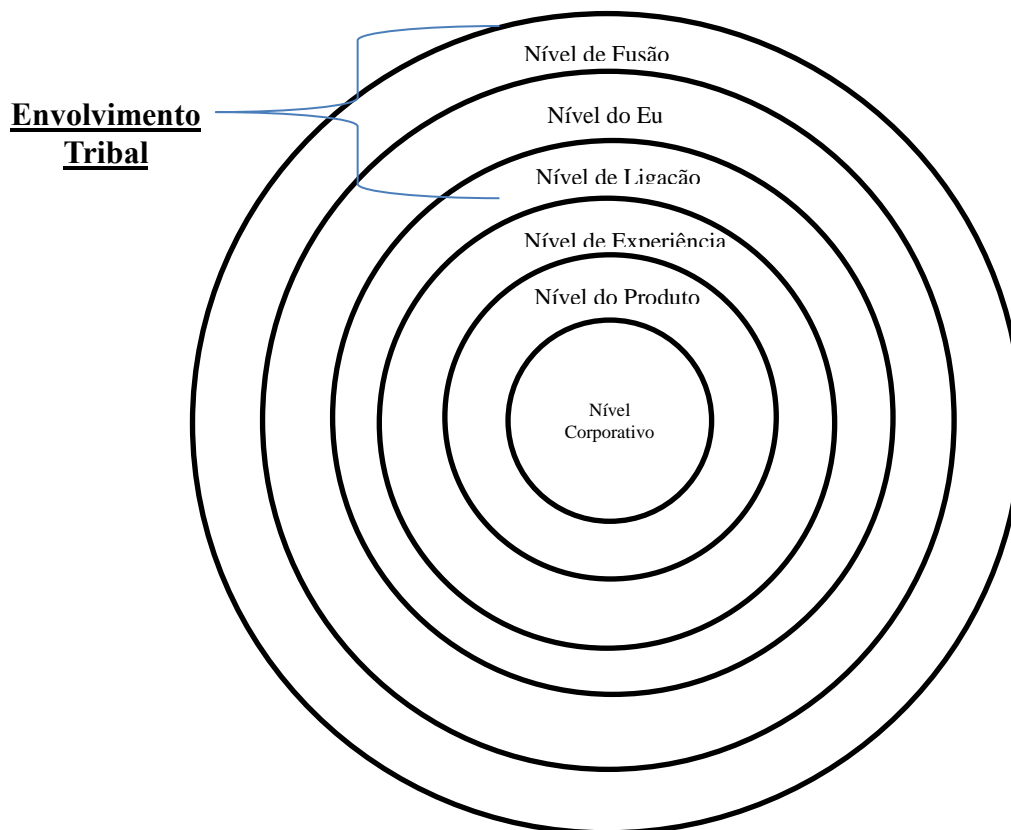 Nível de Fusão
Envolvimento
Tribal
Nível do Eu
Nível de Ligação
Nível de Experiência
Nível do Produto
Nível
Corporativo